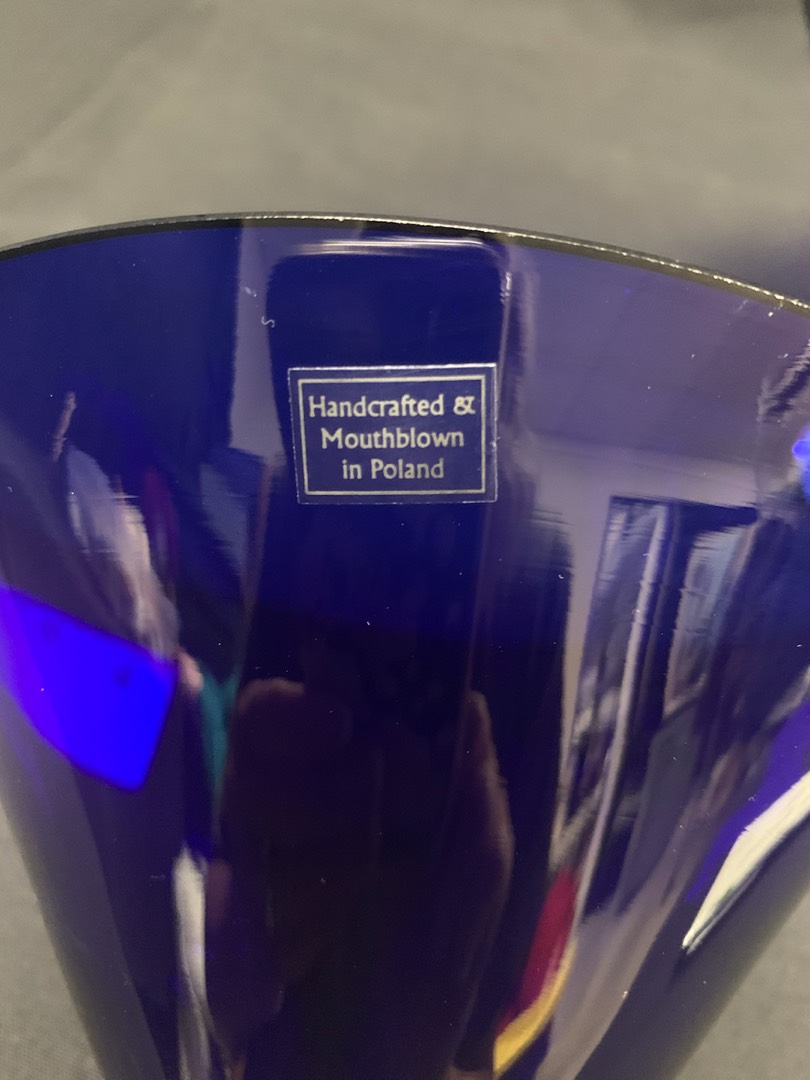 Handcrafted &
Mouthblown
in Poland